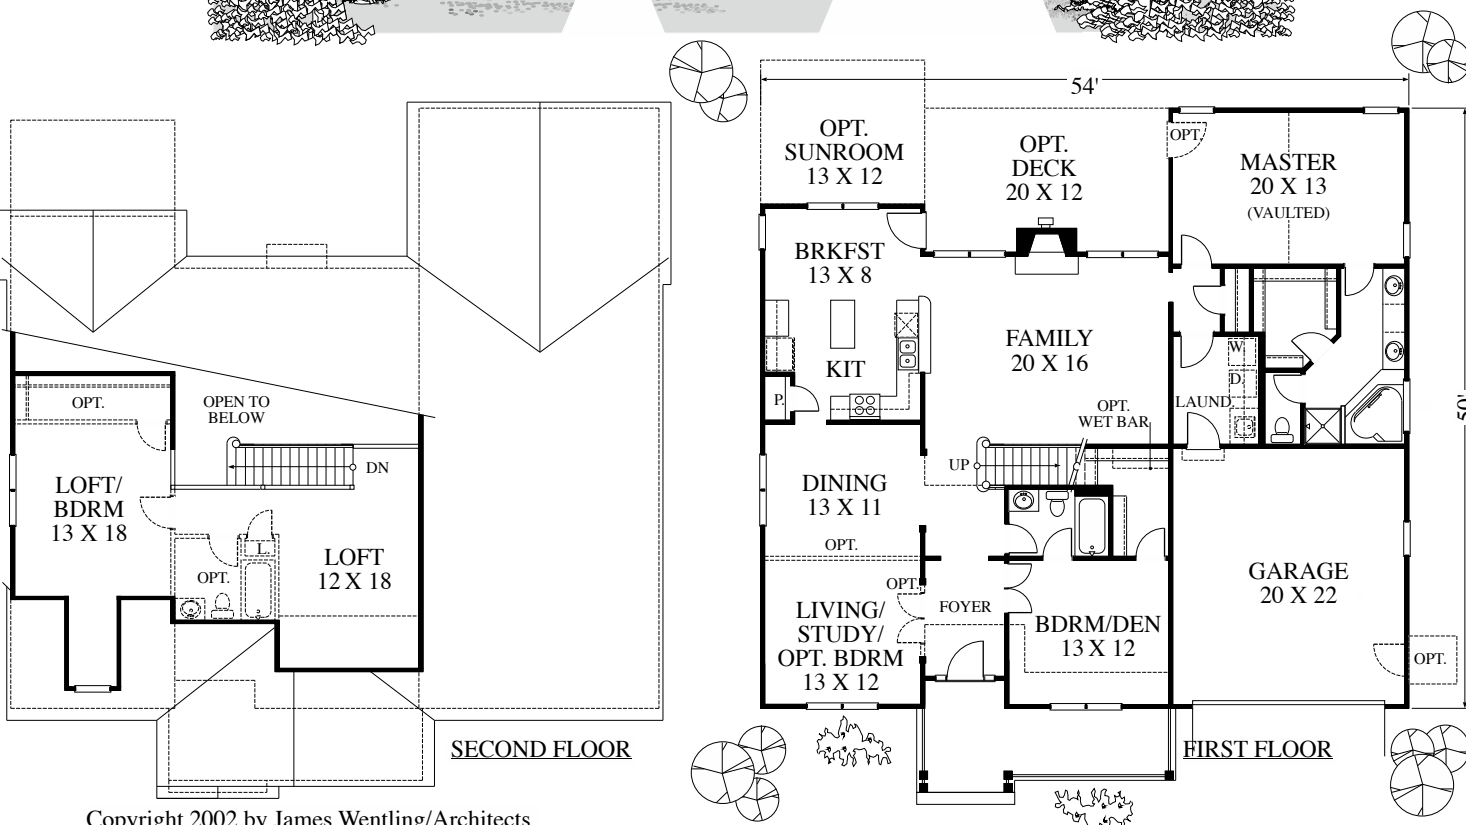 54'
OPT.
SUNROOM
13 X 12
OPT.
DECK
20 X 12
OPT.
MASTER
20 X 13
(VAULTED)
BRKFST
13 X 8
FAMILY
20 X 16
KIT
P.
W.
D.
LAUND.
OPT.
WET BAR
UP
DINING
13 X 11
OPT.
OPT.
FOYER
LIVING/
STUDY/
OPT. BDRM
13 X 12
BDRM/DEN
13 X 12
GARAGE
20 X 22
OPT.
FIRST FLOOR
OPT.
OPEN TO
BELOW
DN
LOFT/
BDRM
13 X 18
L.
OPT.
LOFT
12 X 18
SECOND FLOOR
Copyright 2002 by James Wentling/Architects